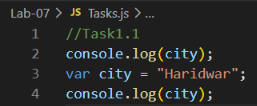 Lab-07 > JS Tasks.js > ...
1 //Task1.1
2 console.log(city);
3 var city = "Haridwar";
4 console.log(city);